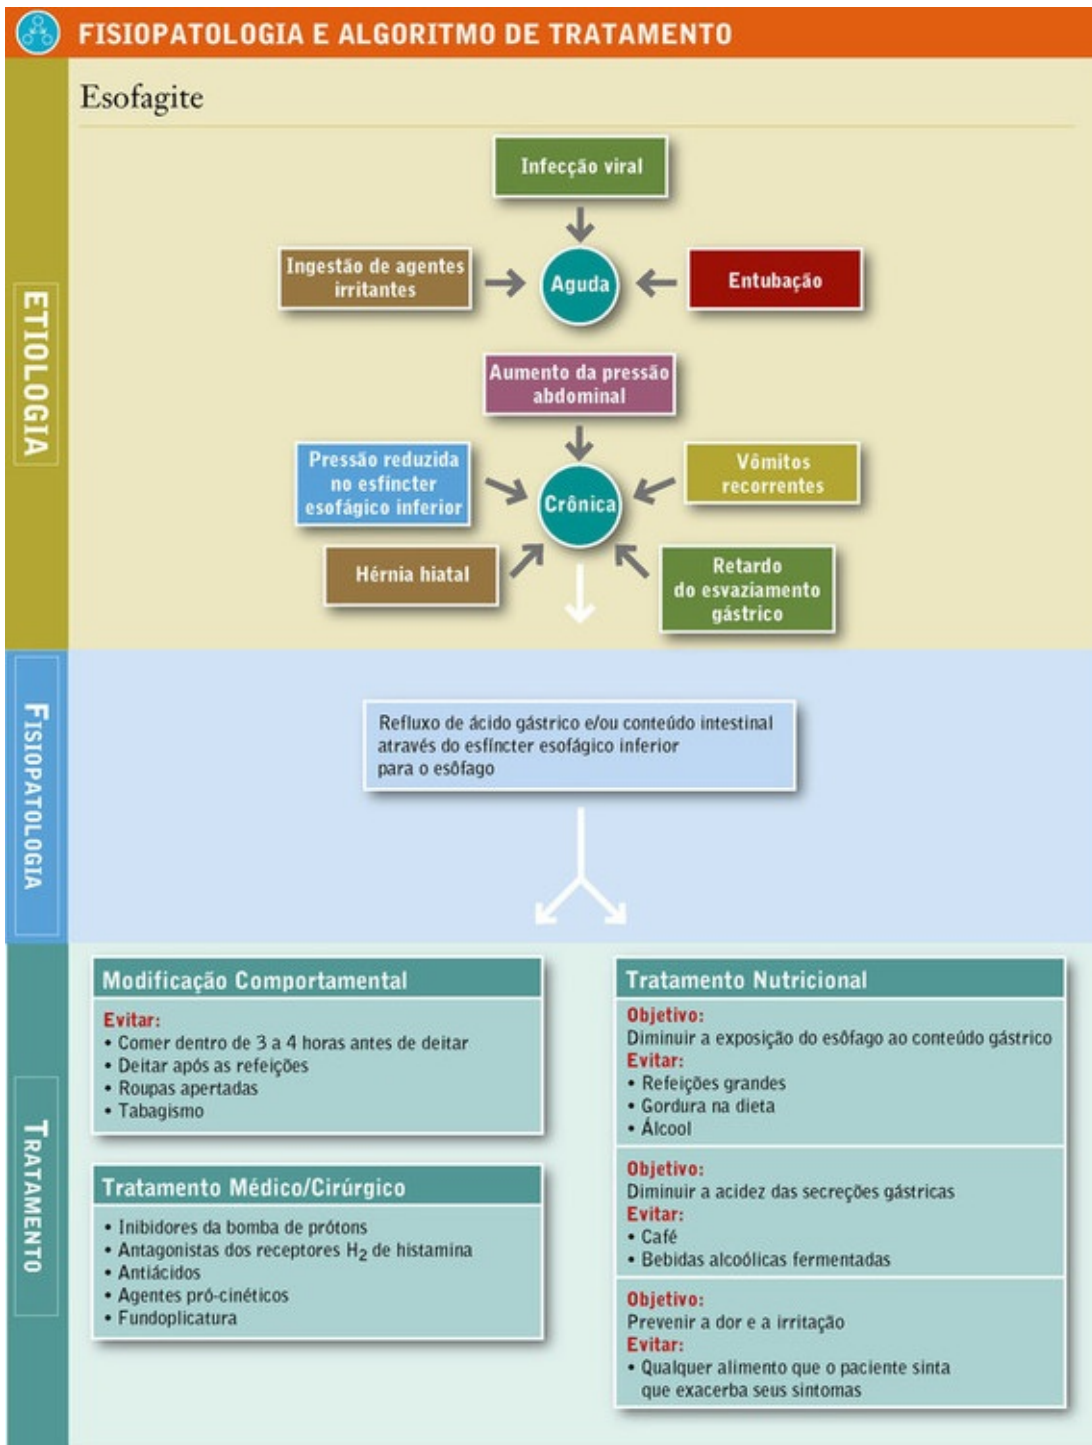 FISIOPATOLOGIA E ALGORITMO DE TRATAMENTO
Esofagite
ETIOLOGIA
Infecção viral
Ingestão de agentes
irritantes
Aguda
Entubação
Aumento da pressão
abdominal
Pressão reduzida
no esfíncter
esofágico inferior
Crônica
Vômitos
recorrentes
Hérnia hiatal
Retardo
do esvaziamento
gástrico
FISIOPATOLOGIA
Refluxo de ácido gástrico e/ou conteúdo intestinal
através do esfíncter esofágico inferior
para o esôfago
TRATAMENTO
Modificação Comportamental
Evitar:
• Comer dentro de 3 a 4 horas antes de deitar
• Deitar após as refeições
• Roupas apertadas
• Tabagismo
Tratamento Médico/Cirúrgico
• Inibidores da bomba de prótons
• Antagonistas dos receptores H2 de histamina
• Antiácidos
• Agentes pró-cinéticos
• Fundoplicatura
Tratamento Nutricional
Objetivo:
Diminuir a exposição do esôfago ao conteúdo gástrico
Evitar:
• Refeições grandes
• Gordura na dieta
• Álcool
Objetivo:
Diminuir a acidez das secreções gástricas
Evitar:
• Café
• Bebidas alcoólicas fermentadas
Objetivo:
Prevenir a dor e a irritação
Evitar:
• Qualquer alimento que o paciente sinta
que exacerba seus sintomas